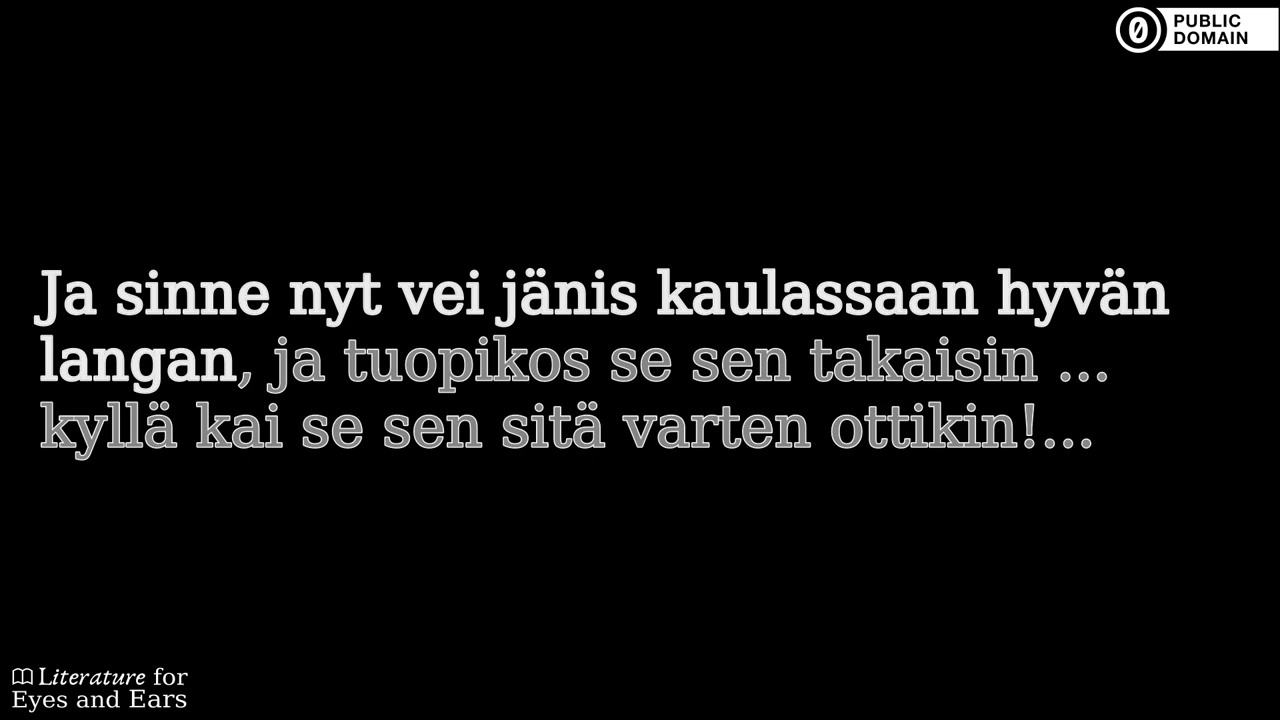 PUBLIC
DOMAIN
Ja sinne nyt vei jänis kaulassaan hyvän
langan, ja tuopikos se sen takaisin ...
kyllä kai se sen sitä varten ottikin!...
Literature for
Eyes and Ears